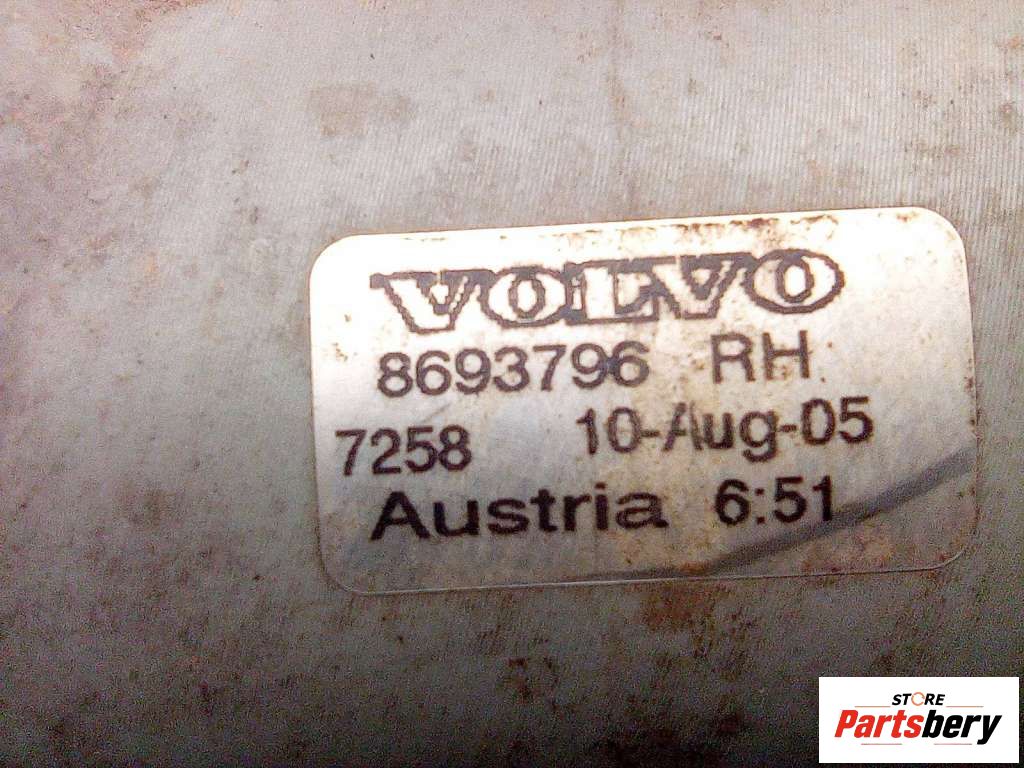 VOLVO
8693796 RH
7258 10-Aug-05
Austria 6:51
STORE
Partsbery